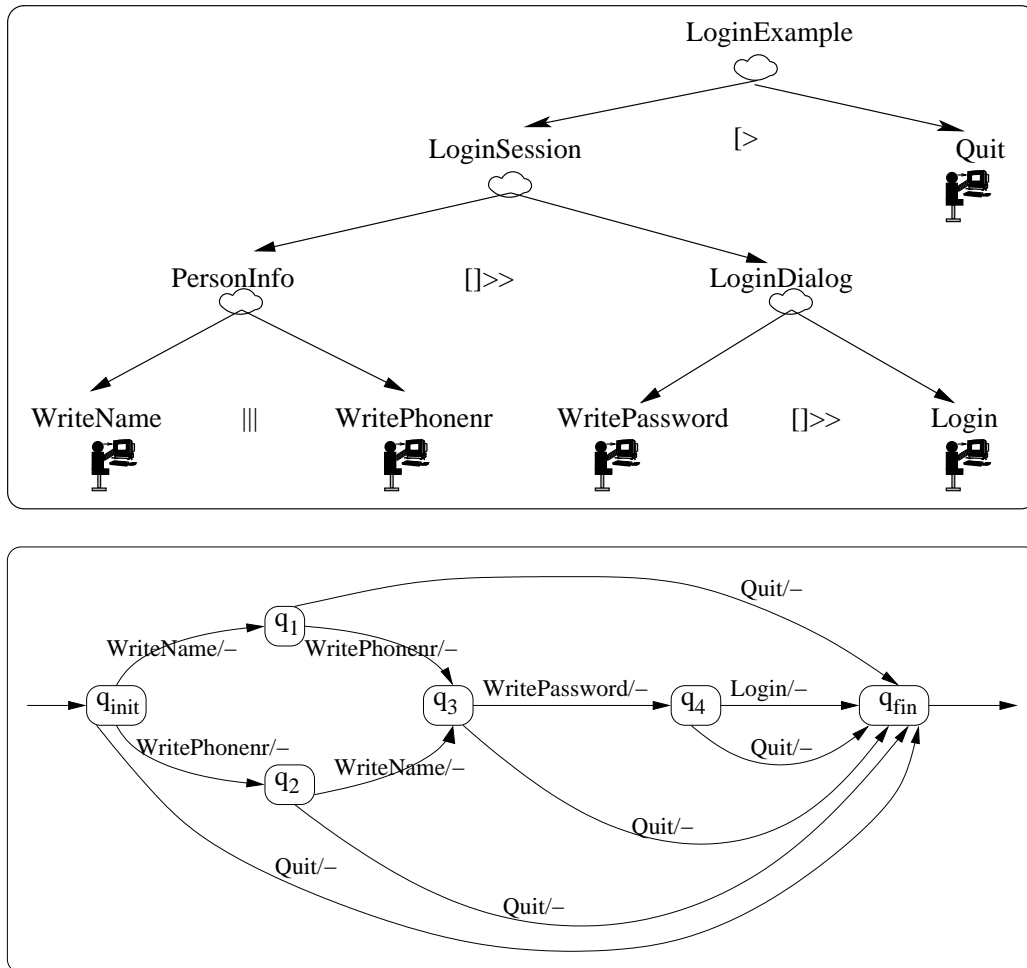 LoginExample
LoginSession [> Quit
PersonInfo []>> LoginDialog
WriteName ||| WritePhonenr WritePassword []>> Login
Quit/–
q1
WriteName/– WritePhonenr/–
WritePassword/– Login/–
qinit q3 q4 qfin
WritePhonenr/– Quit/–
WriteName/–
q2
Quit/–
Quit/–
Quit/–